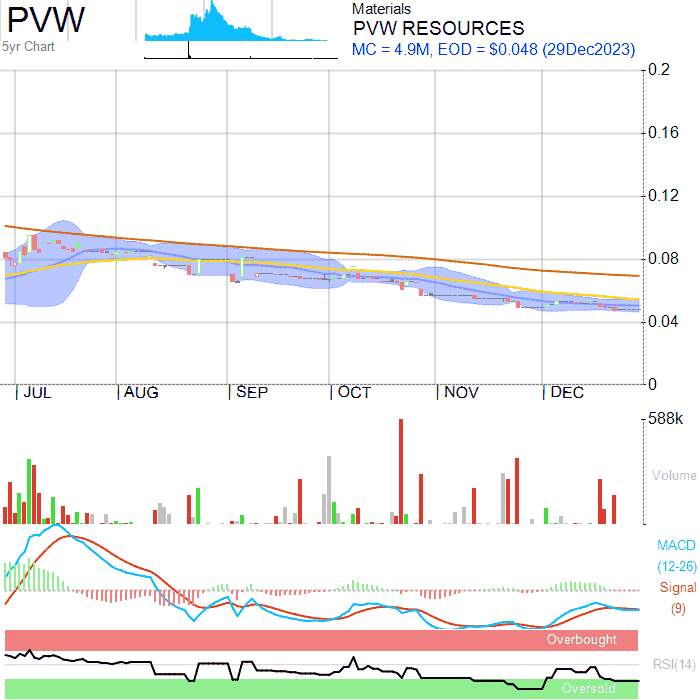 PVW
5yr Chart
Materials
PVW RESOURCES
MC = 4.9M, EOD = $0.048 (29Dec2023)
0.2
0.16
0.12
0.08
0.04
0
JUL AUG SEP OCT NOV DEC
588k
Volume
MACD
(12-26)
Signal
(9)
Overbought
RSI(14)
Oversold